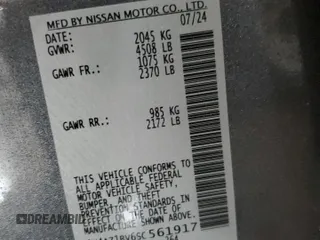 MFD BY NISSAN MOTOR CO., LTD.
07/24
GVWR: 2045 KG
4508 LB
GAWR FR.: 1075 KG
2370 LB
GAWR RR.: 985 KG
2172 LB
THIS VEHICLE CONFORMS TO
ALL APPLICABLE FEDERAL
MOTOR VEHICLE SAFETY,
BUMPER, AND THEFT
PREVENTION STANDARDS IN
EFFECT ON THE DATE OF
MANUFACTURE SHOWN ABOVE.
561917
DREAMBID